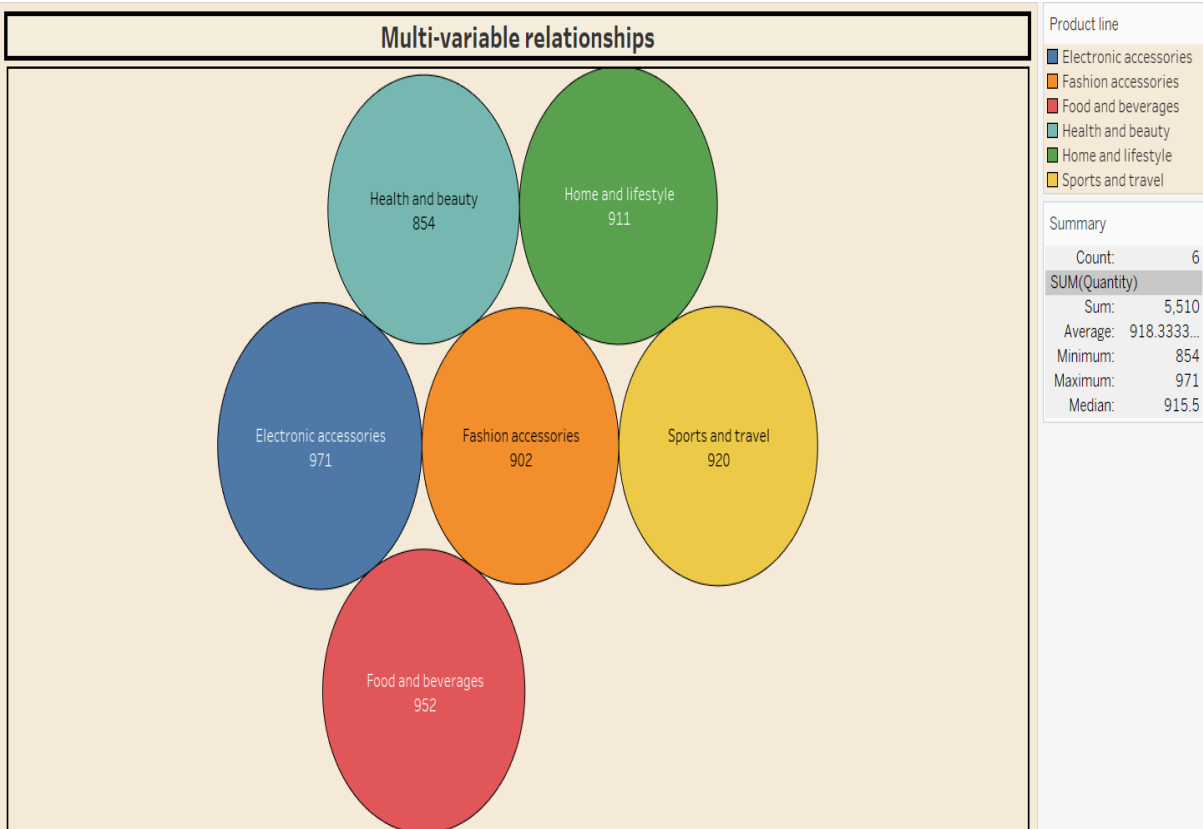 Multi-variable relationships
Health and beauty
854
Home and lifestyle
911
Electronic accessories
971
Fashion accessories
902
Sports and travel
920
Food and beverages
952
Product line
Electronic accessories
Fashion accessories
Food and beverages
Health and beauty
Home and lifestyle
Sports and travel
Summary
Count: 6
SUM(Quantity)
Sum: 5,510
Average: 918.3333...
Minimum: 854
Maximum: 971
Median: 915.5